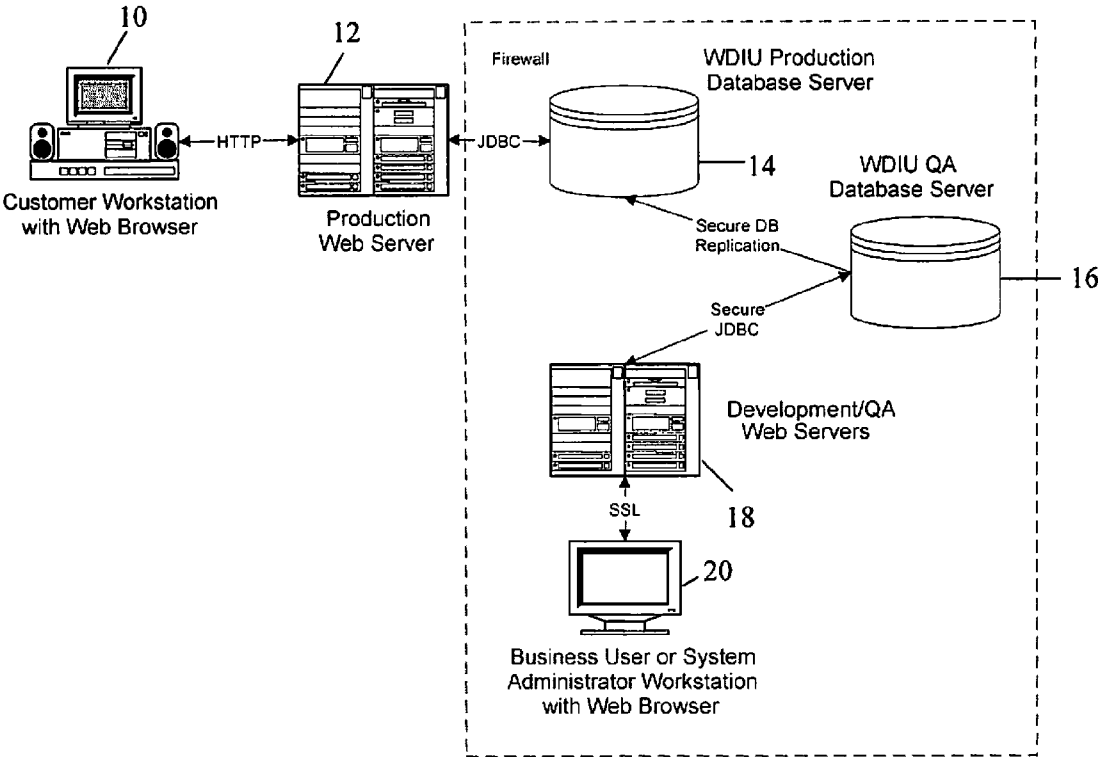 10
12
Firewall
WDIU Production
Database Server
HTTP
JDBC
14
WDIU QA
Database Server
Customer Workstation
with Web Browser
Production
Web Server
Secure DB
Replication
16
Secure
JDBC
Development/QA
Web Servers
18
SSL
20
Business User or System
Administrator Workstation
with Web Browser